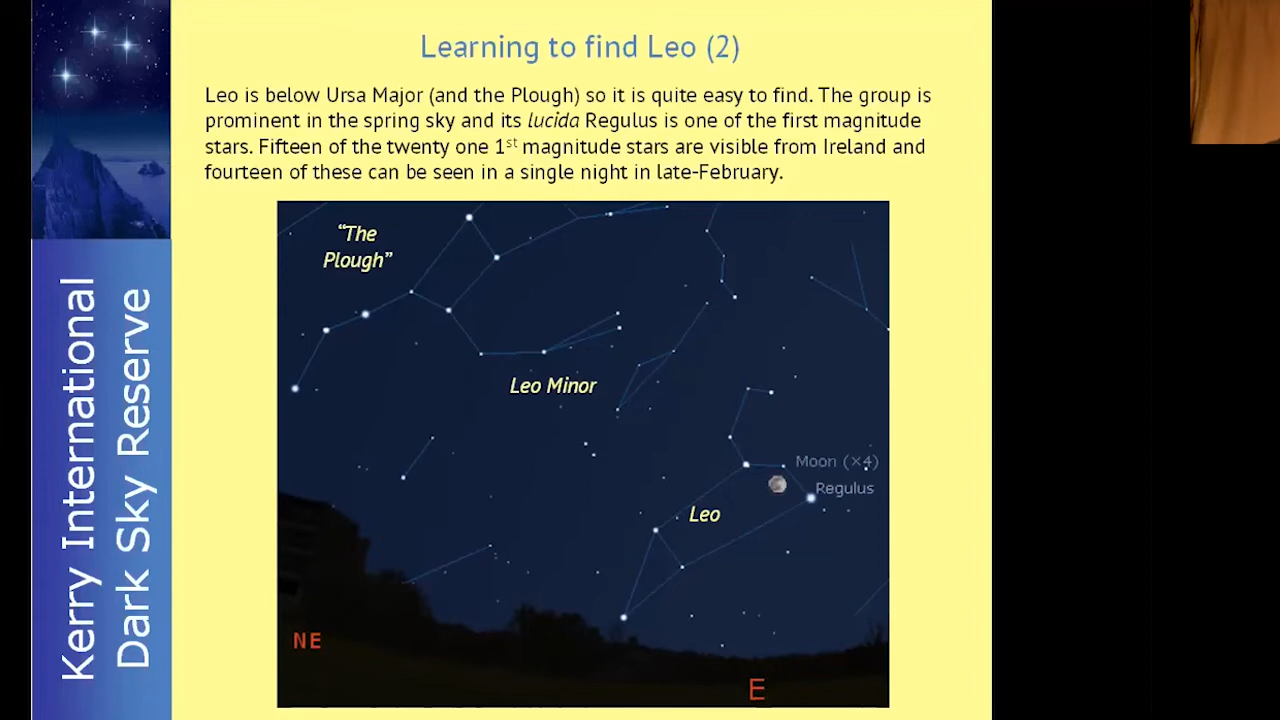 Learning to find Leo (2)
Leo is below Ursa Major (and the Plough) so it is quite easy to find. The group is
prominent in the spring sky and its lucida Regulus is one of the first magnitude
stars. Fifteen of the twenty one 1st magnitude stars are visible from Ireland and
fourteen of these can be seen in a single night in late-February.
“The
Plough”
Leo Minor
Moon (×4)
Regulus
Leo
NE
E
Kerry International
Dark Sky Reserve